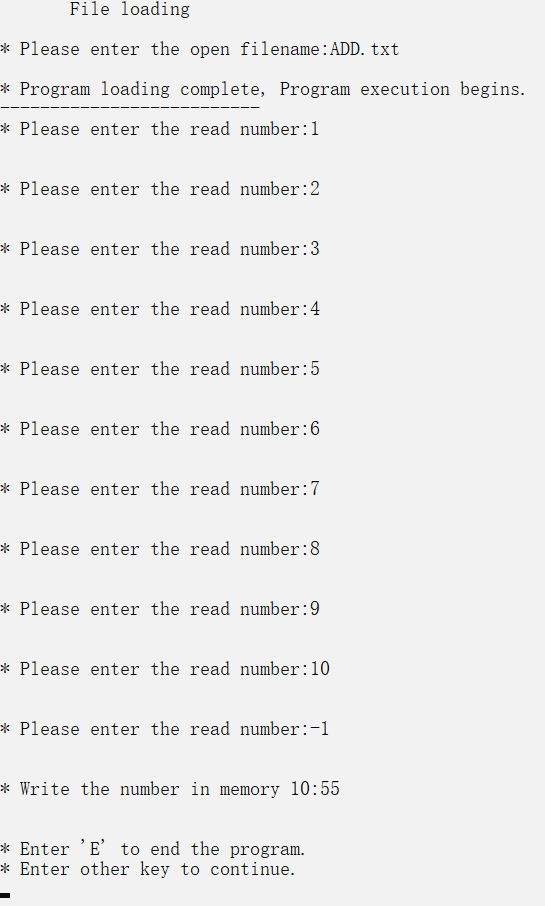 File loading
* Please enter the open filename:ADD.txt
* Program loading complete, Program execution begins.
--------------------------
* Please enter the read number:1
* Please enter the read number:2
* Please enter the read number:3
* Please enter the read number:4
* Please enter the read number:5
* Please enter the read number:6
* Please enter the read number:7
* Please enter the read number:8
* Please enter the read number:9
* Please enter the read number:10
* Please enter the read number:-1
* Write the number in memory 10:55
* Enter 'E' to end the program.
* Enter other key to continue.